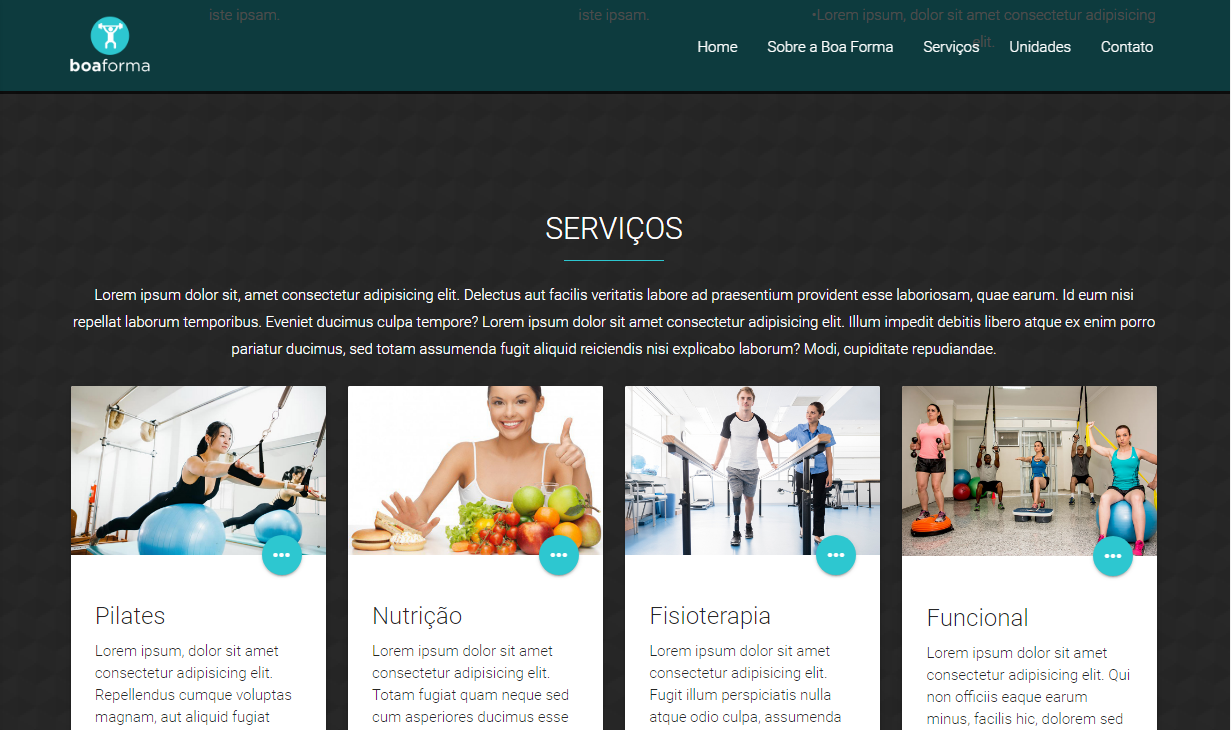 iste ipsam.
iste ipsam.
•Lorem ipsum, dolor sit amet consectetur adipisicing
elit.
boaforma
Home
Sobre a Boa Forma
Serviços
Unidades
Contato
SERVIÇOS
Lorem ipsum dolor sit, amet consectetur adipisicing elit. Delectus aut facilis veritatis labore ad praesentium provident esse laboriosam, quae earum. Id eum nisi
repellat laborum temporibus. Eveniet ducimus culpa tempore? Lorem ipsum dolor sit amet consectetur adipisicing elit. Illum impedit debitis libero atque ex enim porro
pariatur ducimus, sed totam assumenda fugit aliquid reiciendis nisi explicabo laborum? Modi, cupiditate repudiandae.
Pilates
Lorem ipsum, dolor sit amet
consectetur adipisicing elit.
Repellendus cumque voluptas
magnam, aut aliquid fugiat
Nutrição
Lorem ipsum dolor sit amet
consectetur adipisicing elit.
Totam fugiat quam neque sed
cum asperiores ducimus esse
Fisioterapia
Lorem ipsum dolor sit amet
consectetur adipisicing elit.
Fugit illum perspiciatis nulla
atque odio culpa, assumenda
Funcional
Lorem ipsum dolor sit amet
consectetur adipisicing elit. Qui
non officiis eaque earum
minus, facilis hic, dolorem sed